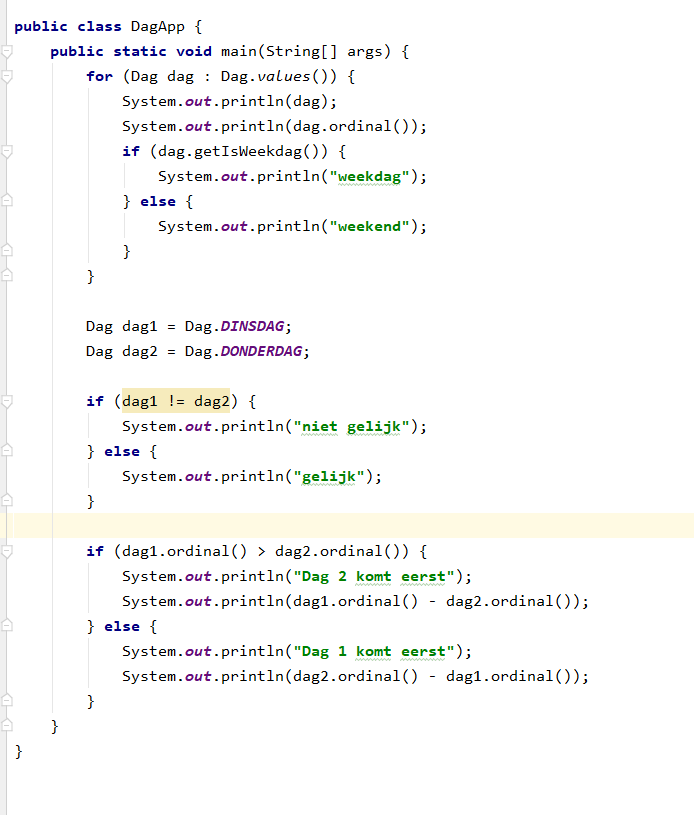 public class DagApp {
    public static void main(String[] args) {
        for (Dag dag : Dag.values()) {
            System.out.println(dag);
            System.out.println(dag.ordinal());
            if (dag.getIsWeekdag()) {
                System.out.println("weekdag");
            } else {
                System.out.println("weekend");
            }
        }
        Dag dag1 = Dag.DINSDAG;
        Dag dag2 = Dag.DONDERDAG;
        if (dag1 != dag2) {
            System.out.println("niet gelijk");
        } else {
            System.out.println("gelijk");
        }
        if (dag1.ordinal() > dag2.ordinal()) {
            System.out.println("Dag 2 komt eerst");
            System.out.println(dag1.ordinal() - dag2.ordinal());
        } else {
            System.out.println("Dag 1 komt eerst");
            System.out.println(dag2.ordinal() - dag1.ordinal());
        }
    }
}